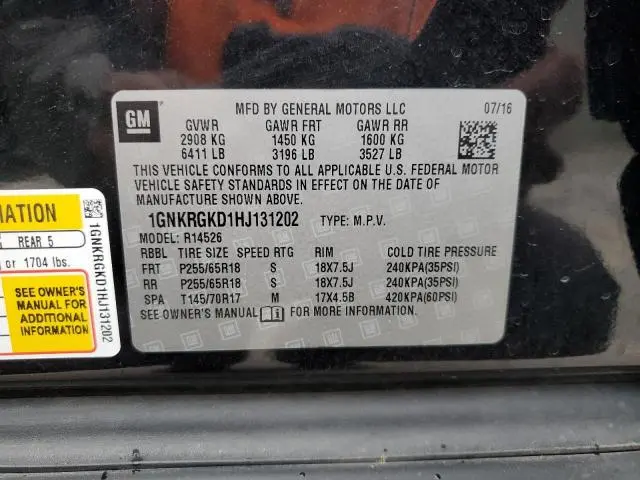 GM
MFD BY GENERAL MOTORS LLC 07/16
GVWR GAWR FRT GAWR RR
2908 KG 1450 KG 1600 KG
6411 LB 3196 LB 3527 LB
THIS VEHICLE CONFORMS TO ALL APPLICABLE U.S. FEDERAL MOTOR
VEHICLE SAFETY STANDARDS IN EFFECT ON THE DATE OF
MANUFACTURE SHOWN ABOVE.
1GNKRGKD1HJ131202 TYPE: M.P.V.
MODEL: R14526
RBBL TIRE SIZE SPEED RTG RIM COLD TIRE PRESSURE
FRT P255/65R18 S 18X7.5J 240KPA(35PSI)
RR P255/65R18 S 18X7.5J 240KPA(35PSI)
SPA T145/70R17 M 17X4.5B 420KPA(60PSI)
SEE OWNER'S MANUAL FOR MORE INFORMATION.
MATION
REAR 5
or 1704 lbs.
SEE OWNER'S
MANUAL FOR
ADDITIONAL
INFORMATION
1GNKRGKD1HJ131202